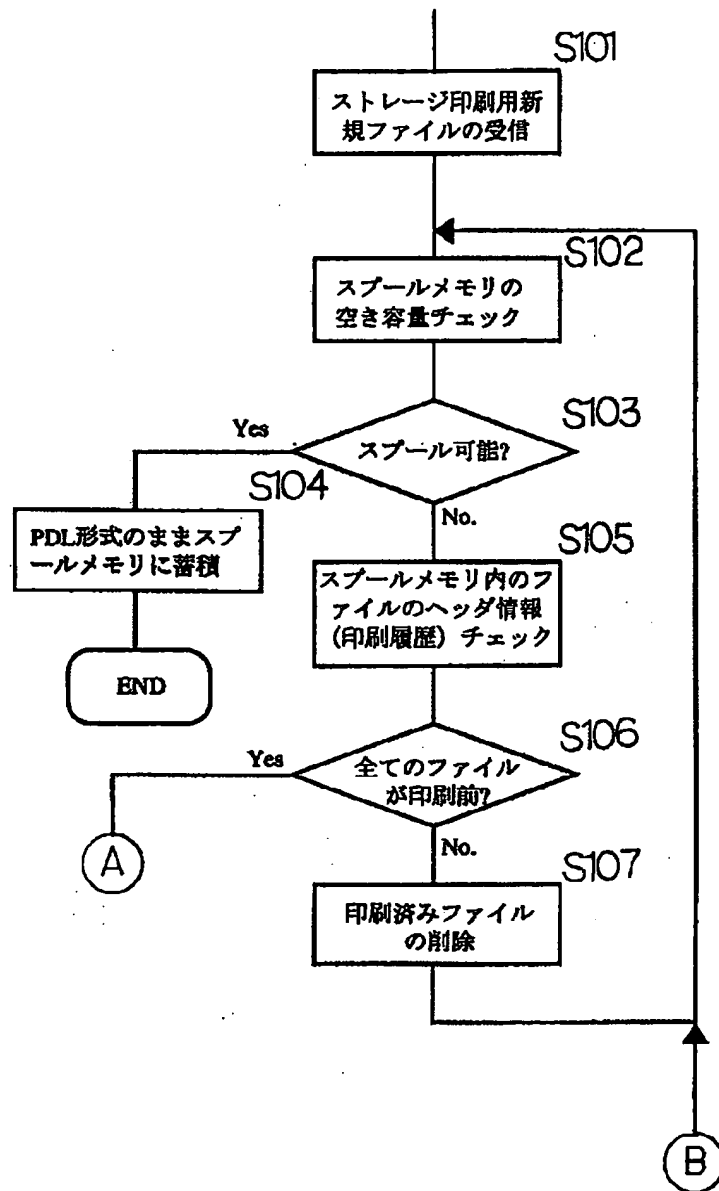 S101
ストレージ印刷用新
規ファイルの受信
S102
スプールメモリの
空き容量チェック
S103
スプール可能?
Yes
No.
S104
PDL形式のままスプ
ールメモリに蓄積
END
S105
スプールメモリ内のフ
ァイルのヘッダ情報
(印刷履歴) チェック
S106
全てのファイル
が印刷前?
Yes
No.
A
S107
印刷済みファイル
の削除
B